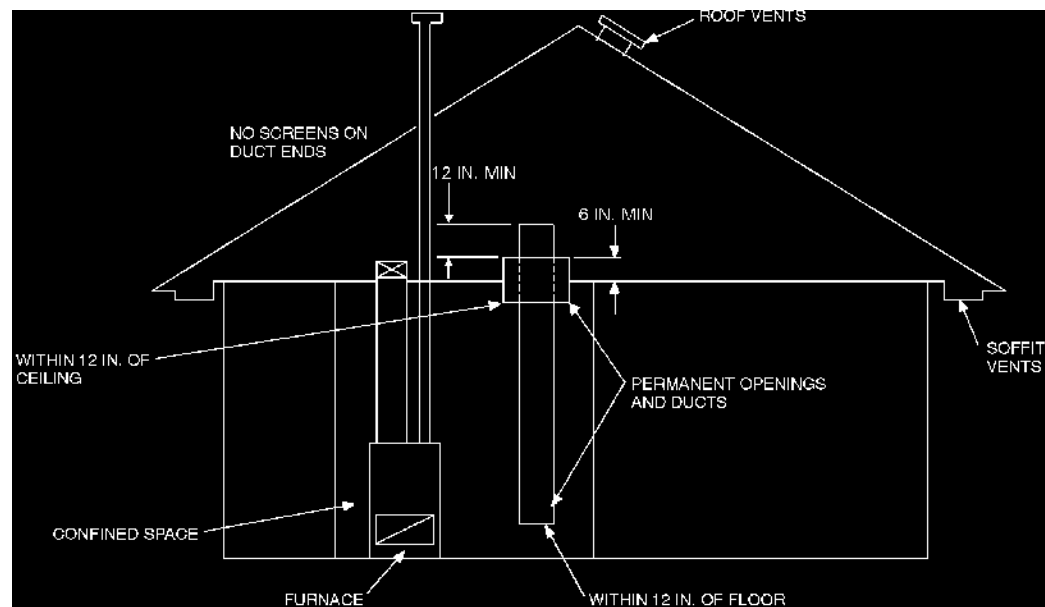 ROOF VENTS
NO SCREENS ON
DUCT ENDS
12 IN. MIN
6 IN. MIN
WITHIN 12 IN. OF
CEILING
SOFFIT
VENTS
PERMANENT OPENINGS
AND DUCTS
CONFINED SPACE
FURNACE
WITHIN 12 IN. OF FLOOR